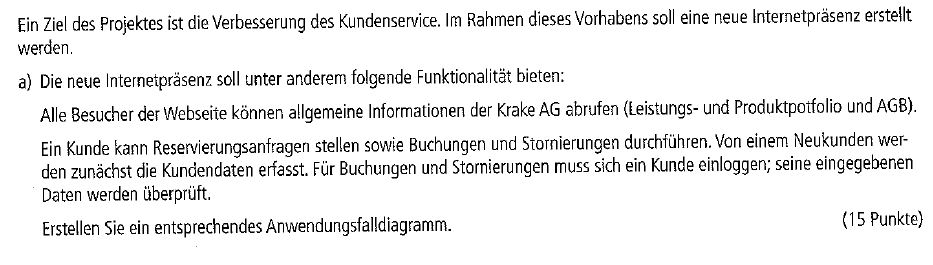 Ein Ziel des Projektes ist die Verbesserung des Kundenservice. Im Rahmen dieses Vorhabens soll eine neue Internetpräsenz erstellt
werden.
a) Die neue Internetpräsenz soll unter anderem folgende Funktionalität bieten:
Alle Besucher der Webseite können allgemeine Informationen der Krake AG abrufen (Leistungs- und Produktpotfolio und AGB).
Ein Kunde kann Reservierungsanfragen stellen sowie Buchungen und Stornierungen durchführen. Von einem Neukunden wer-
den zunächst die Kundendaten erfasst. Für Buchungen und Stornierungen muss sich ein Kunde einloggen; seine eingegebenen
Daten werden überprüft.
Erstellen Sie ein entsprechendes Anwendungsfalldiagramm. (15 Punkte)